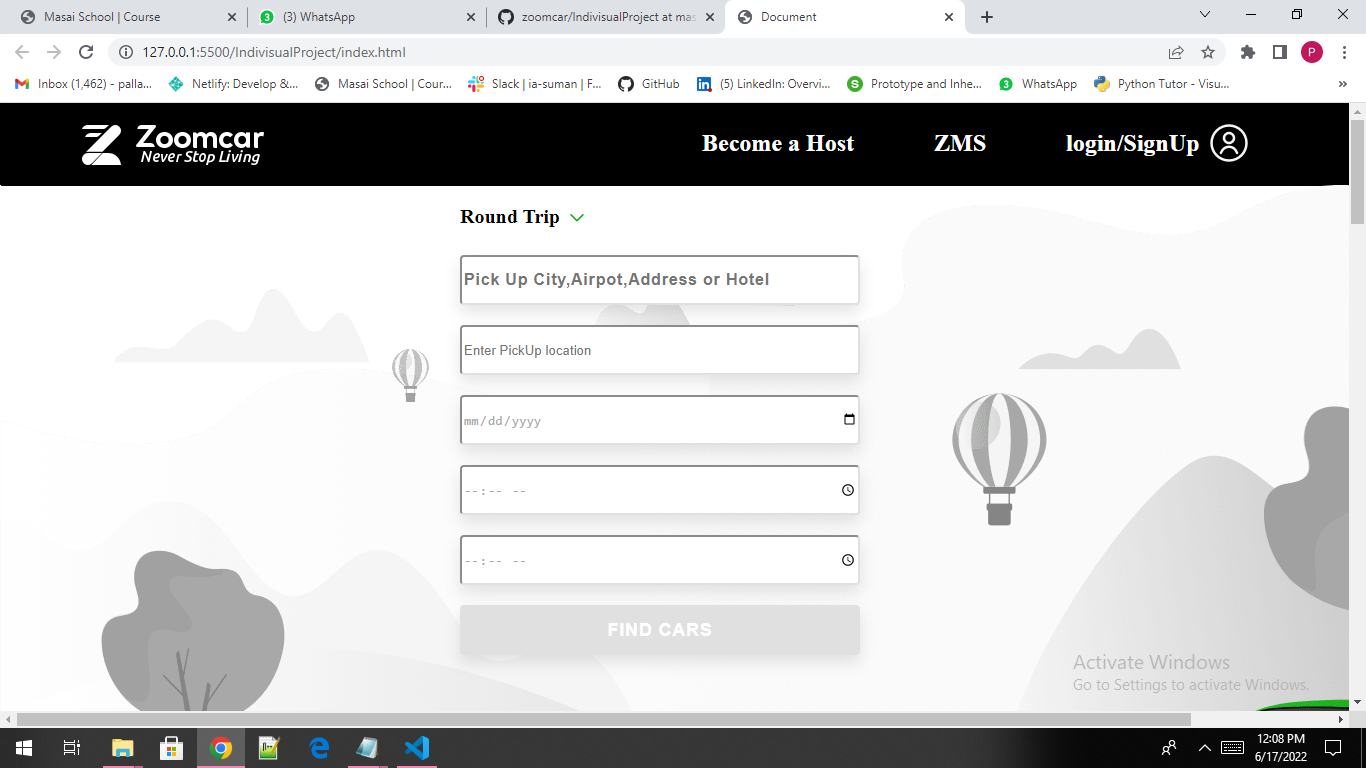 Masai School | Course
(3) WhatsApp
zoomcar/IndivisualProject at mas
Document
127.0.0.1:5500/IndivisualProject/index.html
P
Inbox (1,462) - palla...
Netlify: Develop &...
Masai School | Cour...
Slack | ia-suman | F...
GitHub
(5) LinkedIn: Overvi...
Prototype and Inhe...
WhatsApp
Python Tutor - Visu...
Zoomcar
Never Stop Living
Become a Host
ZMS
login/SignUp
Round Trip
Pick Up City,Airpot,Address or Hotel
Enter PickUp location
mm/dd/yyyy
--:-- --
--:-- --
FIND CARS
Activate Windows
Go to Settings to activate Windows.
12:08 PM
6/17/2022